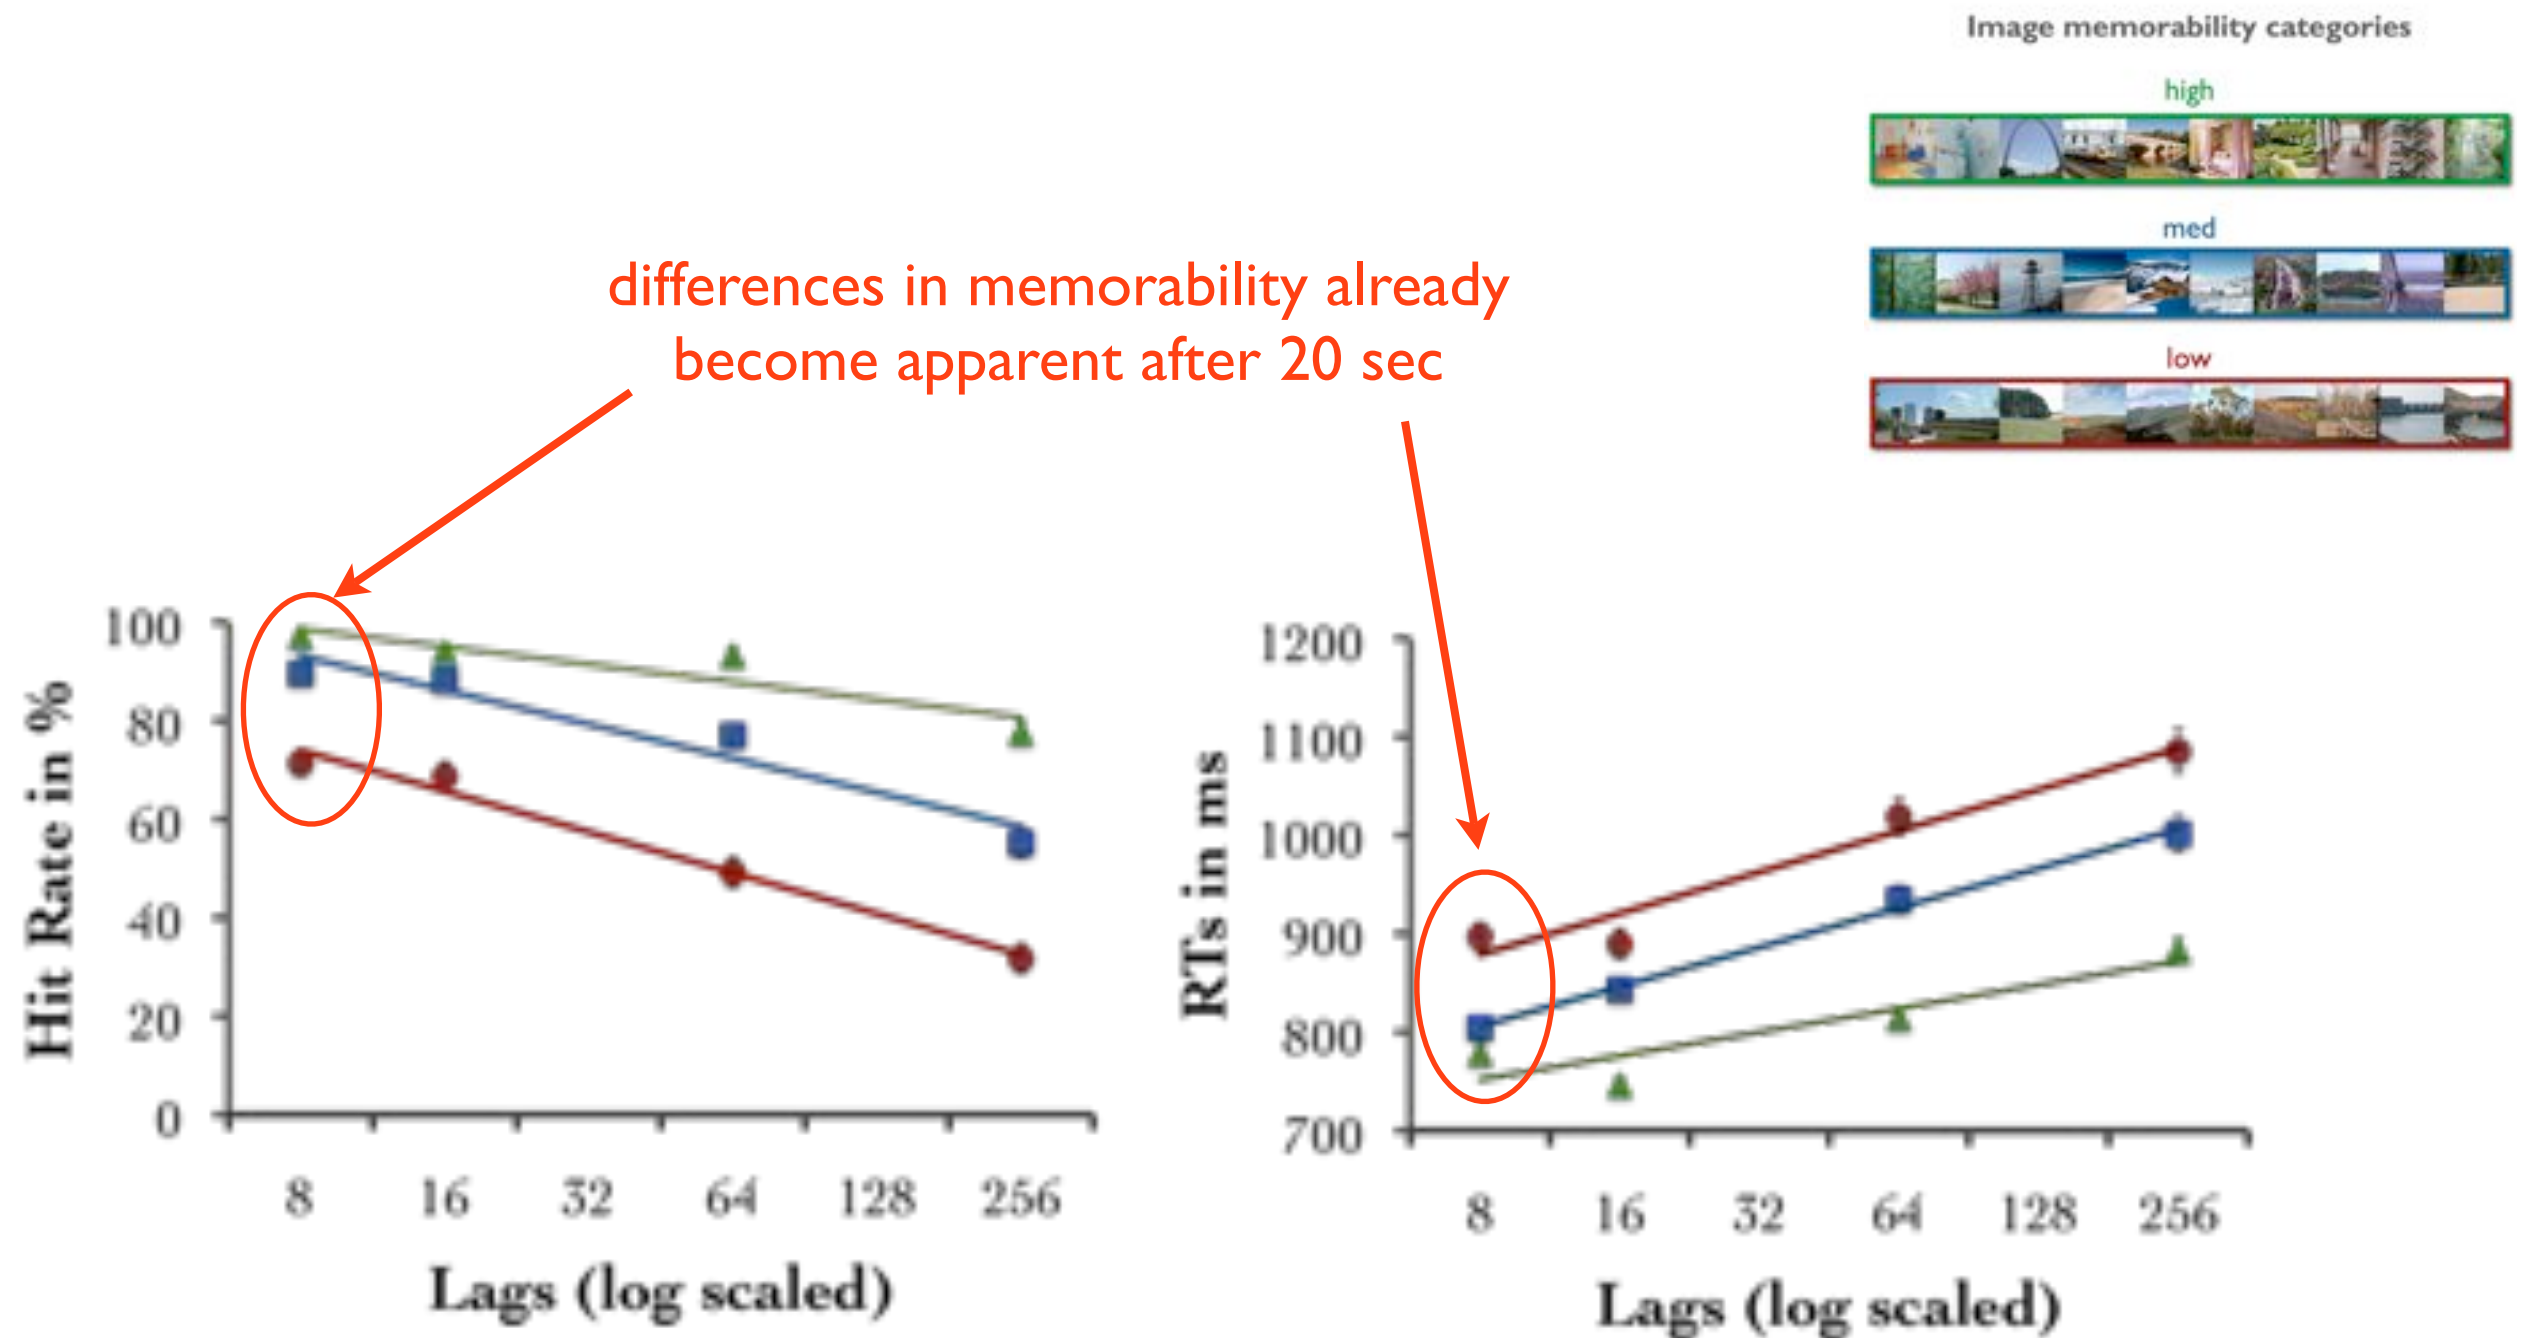 Image memorability categories
high
med
low
differences in memorability already
become apparent after 20 sec
Hit Rate in %
100
80
60
40
20
0
8 16 32 64 128 256
Lags (log scaled)
RTs in ms
1200
1100
1000
900
800
700
8 16 32 64 128 256
Lags (log scaled)